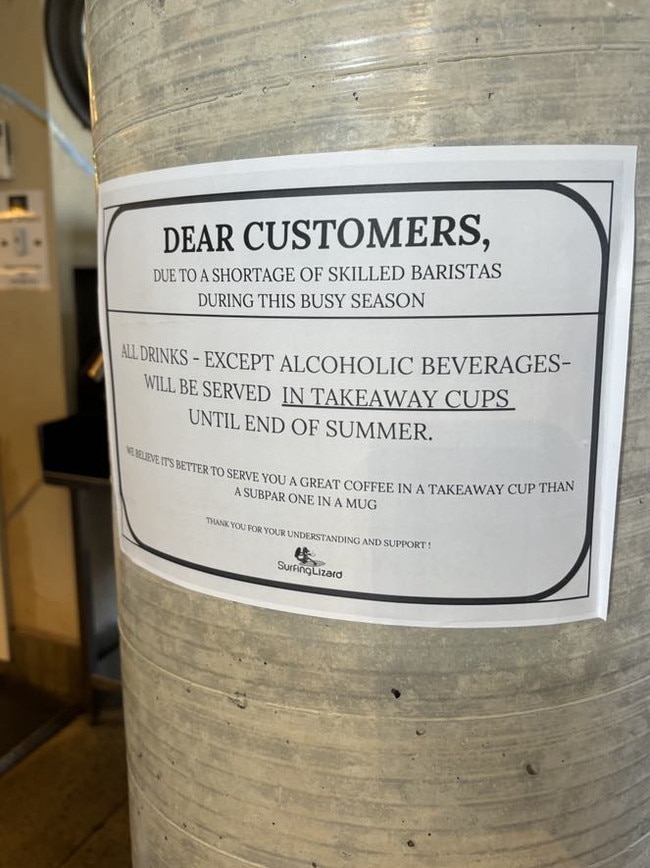 DEAR CUSTOMERS,
DUE TO A SHORTAGE OF SKILLED BARISTAS
DURING THIS BUSY SEASON
ALL DRINKS - EXCEPT ALCOHOLIC BEVERAGES-
WILL BE SERVED IN TAKEAWAY CUPS
UNTIL END OF SUMMER.
WE BELIEVE IT'S BETTER TO SERVE YOU A GREAT COFFEE IN A TAKEAWAY CUP THAN
A SUBPAR ONE IN A MUG
THANK YOU FOR YOUR UNDERSTANDING AND SUPPORT !
SurfingLizard